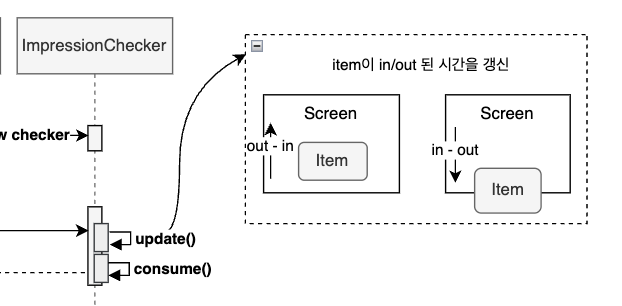 ImpressionChecker
item이 in/out 된 시간을 갱신
Screen
out - in
Item
Screen
in - out
Item
w checker
update()
consume()